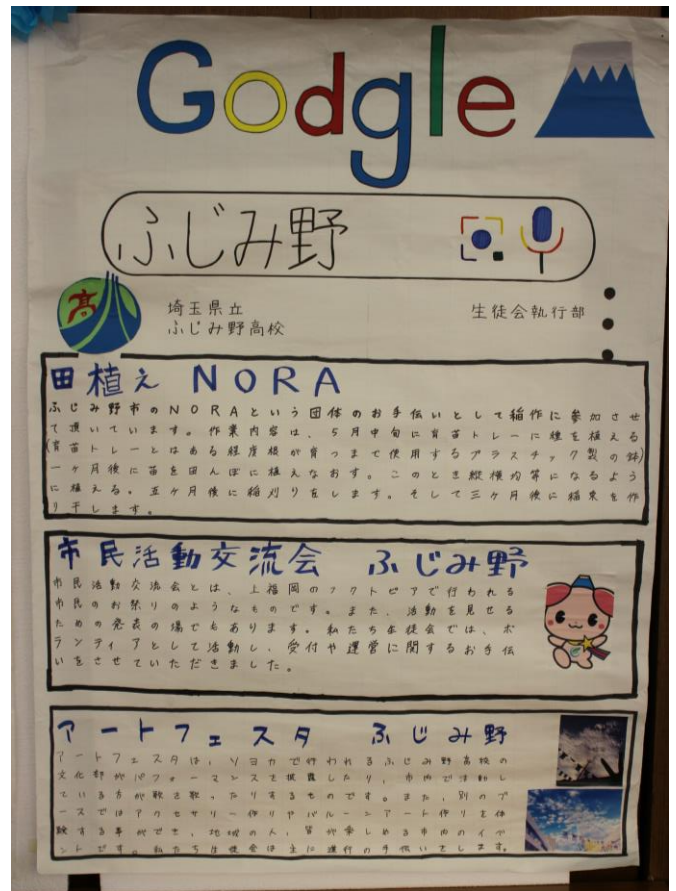 Godgle
ふじみ野
高
埼玉県立
ふじみ野高校
生徒会執行部
田植え NORA
ふじみ野市のNORAという団体のお手伝いとして稲作に参加させ
て頂いています。作業内容は、5月中旬に育苗トレーに種を植える
(育苗トレーとはある程度根が育つまで使用するプラスチック製の鉢)
一ヶ月後に苗を田んぼに植えなおす。このとき縦横均等になるよう
に植える。五ヶ月後に稲刈りをします。そして三ヶ月後に稲束を作
り干します。
市民活動交流会 ふじみ野
市民活動交流会とは、上福岡のフクトピアで行われる
市民のお祭りのようなものです。また、活動を見せる
ための発表の場でもあります。私たち生徒会では、ボ
ランティアとして活動し、受付や運営に関するお手伝
いをさせていただきました。
アートフェスタ ふじみ野
アートフェスタは、ソヨカで行われるふじみ野高校の
文化部がパフォーマンスを披露したり、市内で活動し
ている方が歌を歌ったりするものです。また、別のブ
ースではアクセサリー作りやバルーンアート作りを体
験する事ができ、地域の人、皆が楽しめる市内のイベ
ントです。私たち生徒会は主に運行の手伝いをします。